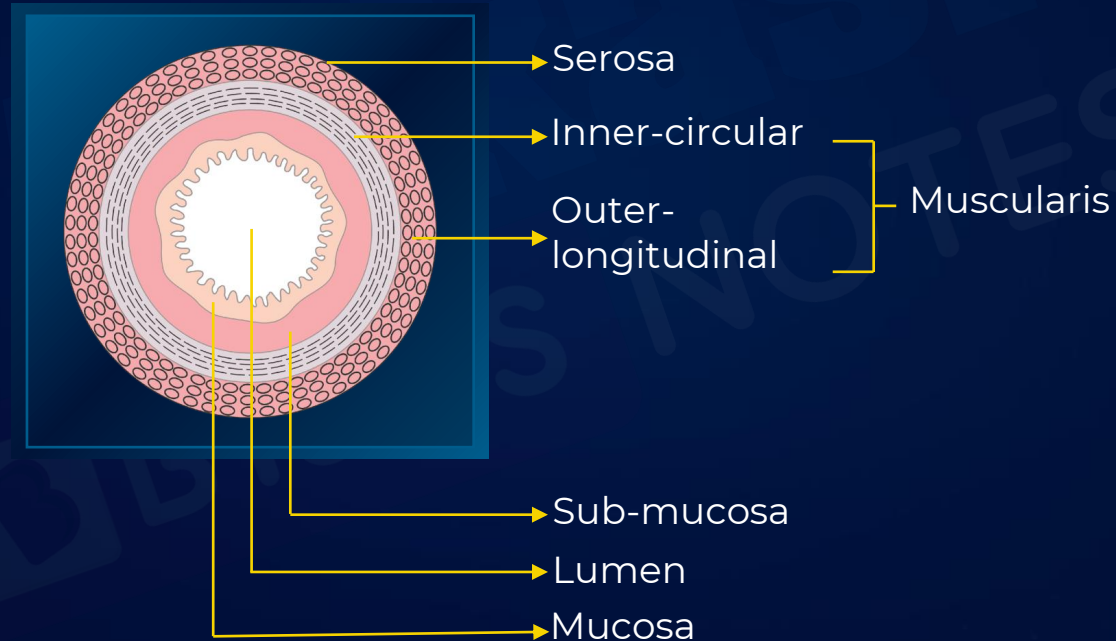 Serosa
Inner-circular
Outer-
longitudinal
Muscularis
Sub-mucosa
Lumen
Mucosa